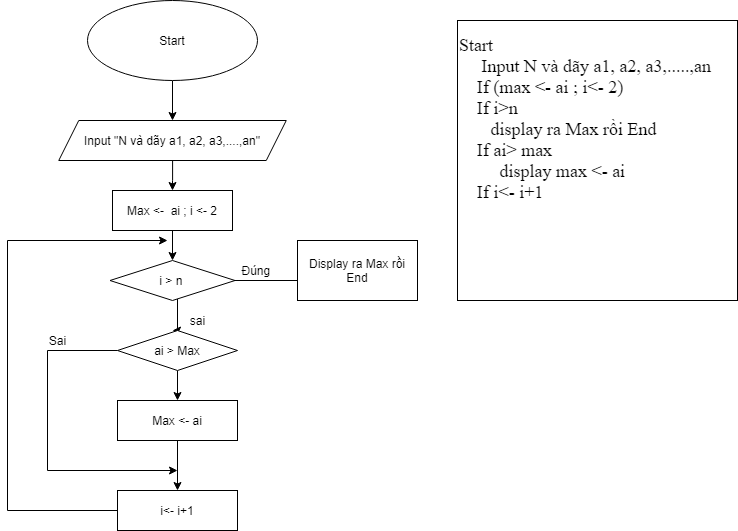 Start
Input "N và dãy a1, a2, a3,....,an"
Max <- ai ; i <- 2
i > n
Đúng
Display ra Max rồi
End
sai
ai > Max
Sai
Max <- ai
i<- i+1
Start
Input N và dãy a1, a2, a3,.....,an
If (max <- ai ; i<- 2)
If i>n
display ra Max rồi End
If ai> max
display max <- ai
If i<- i+1